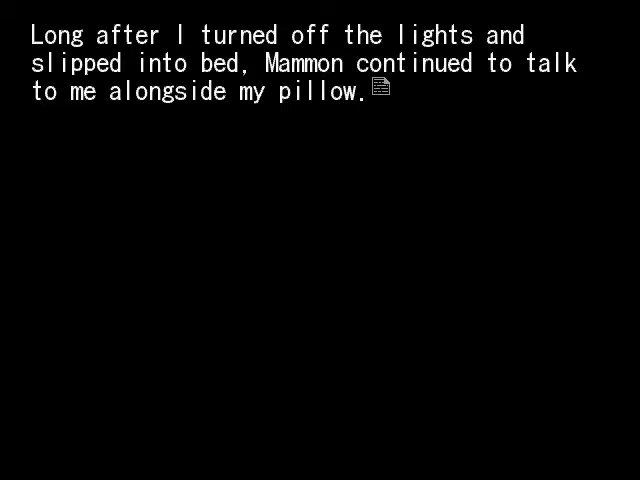 Long after I turned off the lights and
slipped into bed, Mammon continued to talk
to me alongside my pillow.